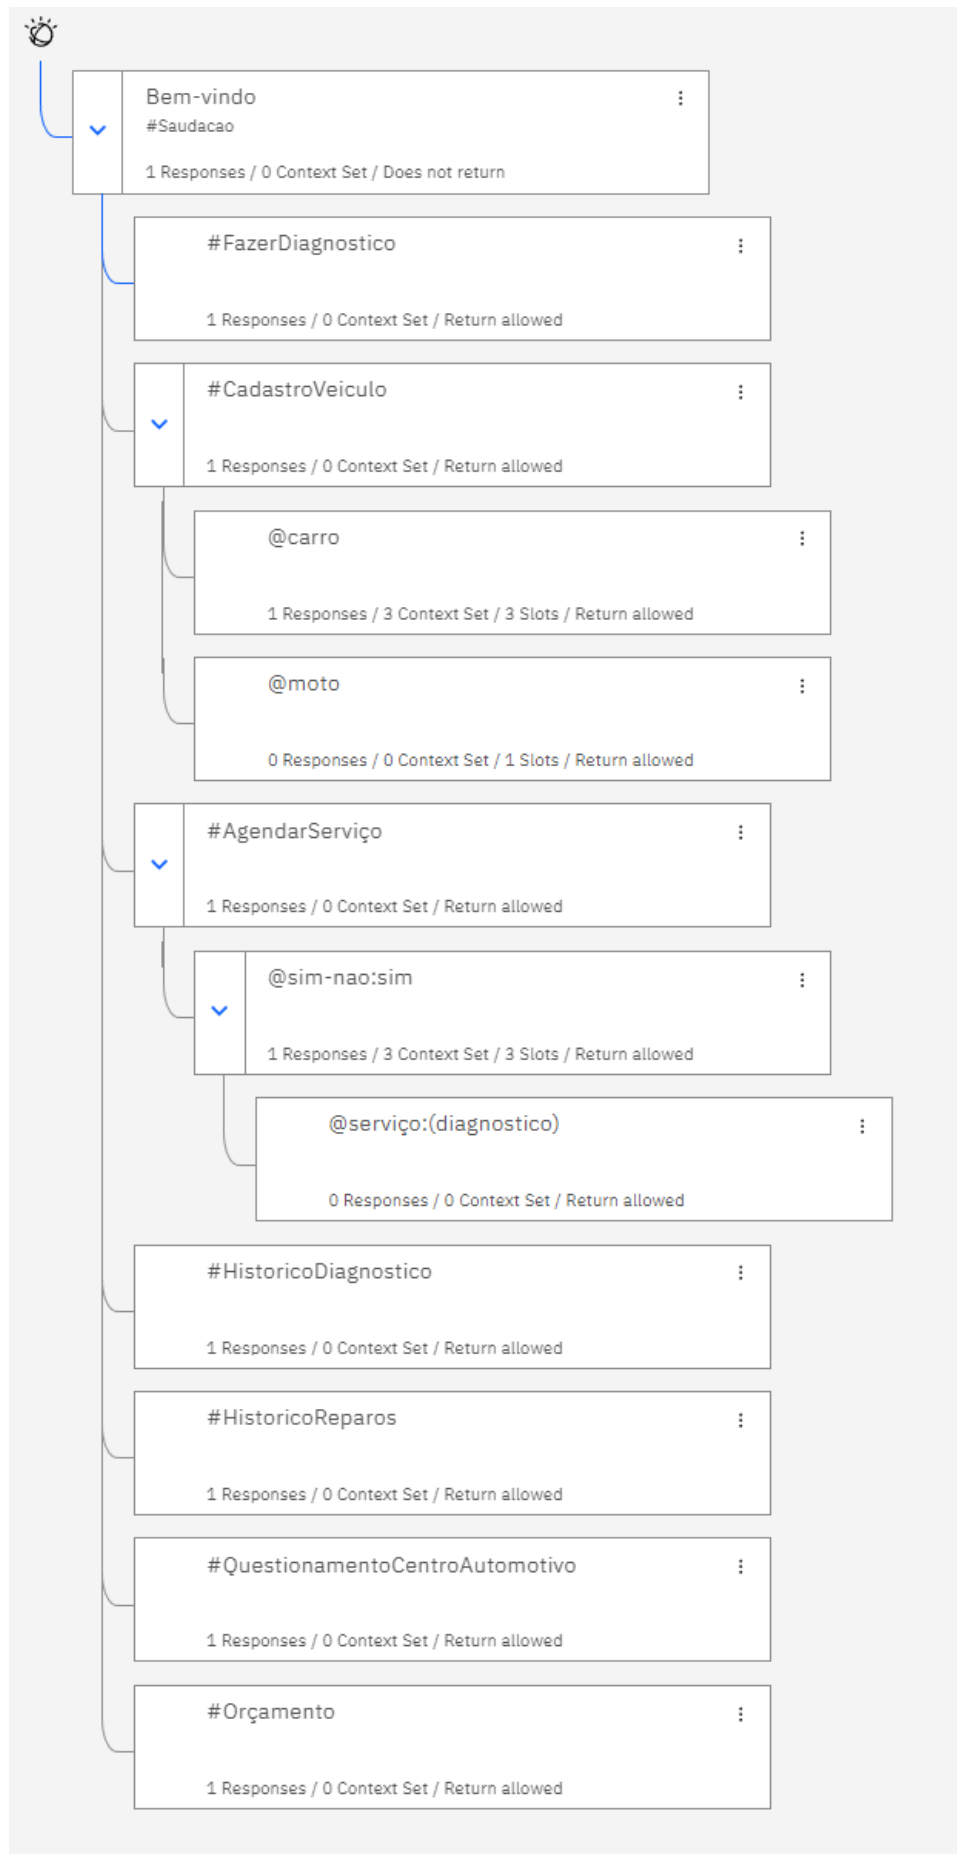 Bem-vindo
#Saudacao
1 Responses / 0 Context Set / Does not return
#FazerDiagnostico
1 Responses / 0 Context Set / Return allowed
#CadastroVeiculo
1 Responses / 0 Context Set / Return allowed
@carro
1 Responses / 3 Context Set / 3 Slots / Return allowed
@moto
0 Responses / 0 Context Set / 1 Slots / Return allowed
#AgendarServiço
1 Responses / 0 Context Set / Return allowed
@sim-nao:sim
1 Responses / 3 Context Set / 3 Slots / Return allowed
@serviço:(diagnostico)
0 Responses / 0 Context Set / Return allowed
#HistoricoDiagnostico
1 Responses / 0 Context Set / Return allowed
#HistoricoReparos
1 Responses / 0 Context Set / Return allowed
#QuestionamentoCentroAutomotivo
1 Responses / 0 Context Set / Return allowed
#Orçamento
1 Responses / 0 Context Set / Return allowed